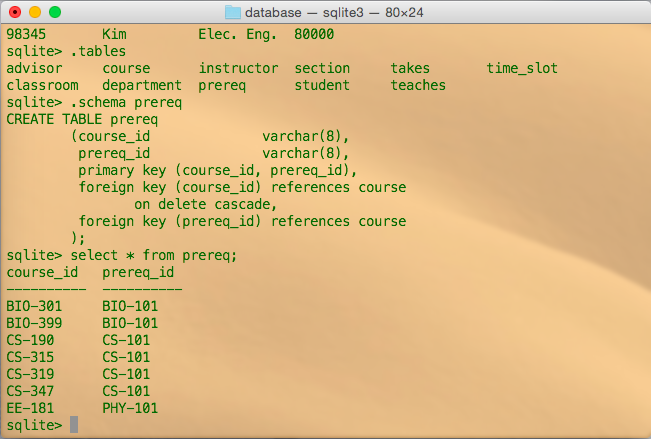 database — sqlite3 — 80×24
98345       Kim         Elec. Eng.  80000
sqlite> .tables
advisor     course      instructor  section     takes       time_slot
classroom   department  prereq      student     teaches
sqlite> .schema prereq
CREATE TABLE prereq
        (course_id              varchar(8),
         prereq_id              varchar(8),
         primary key (course_id, prereq_id),
         foreign key (course_id) references course
                on delete cascade,
         foreign key (prereq_id) references course
        );
sqlite> select * from prereq;
course_id   prereq_id
----------  ----------
BIO-301     BIO-101
BIO-399     BIO-101
CS-190      CS-101
CS-315      CS-101
CS-319      CS-101
CS-347      CS-101
EE-181      PHY-101
sqlite>